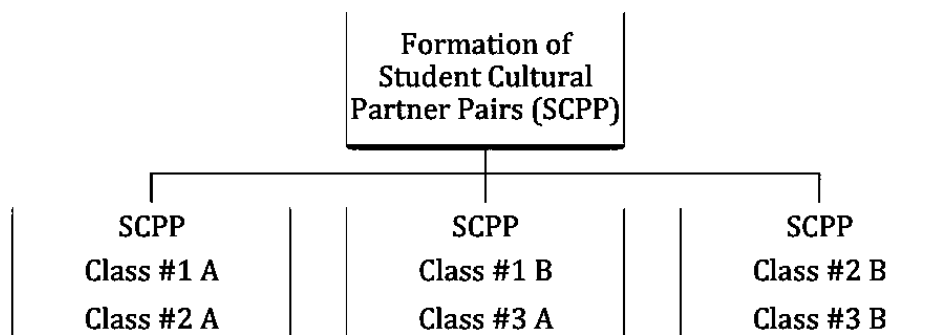 Formation of
Student Cultural
Partner Pairs (SCPP)
SCPP
Class #1 A
Class #2 A
SCPP
Class #1 B
Class #3 A
SCPP
Class #2 B
Class #3 B